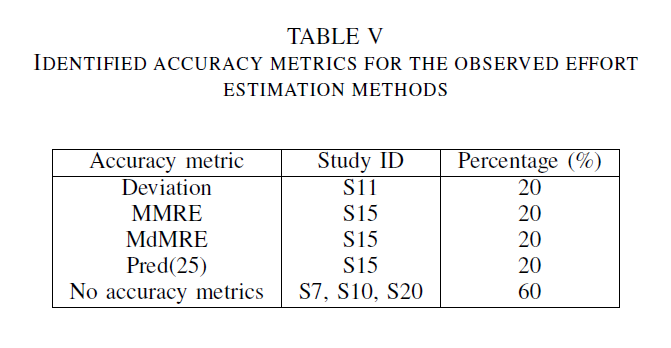 TABLE V
IDENTIFIED ACCURACY METRICS FOR THE OBSERVED EFFORT
ESTIMATION METHODS
Accuracy metric Study ID Percentage (%)
Deviation S11 20
MMRE S15 20
MdMRE S15 20
Pred(25) S15 20
No accuracy metrics S7, S10, S20 60